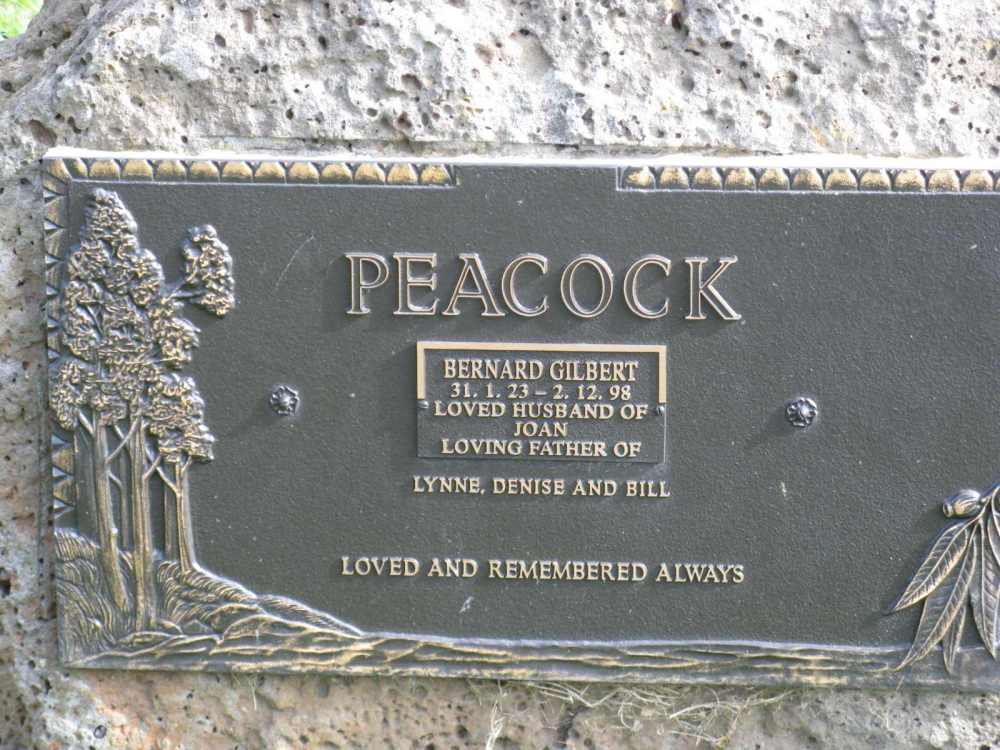 PEACOCK
BERNARD GILBERT
31. 1. 23 – 2. 12. 98
LOVED HUSBAND OF
JOAN
LOVING FATHER OF
LYNNE, DENISE AND BILL
LOVED AND REMEMBERED ALWAYS